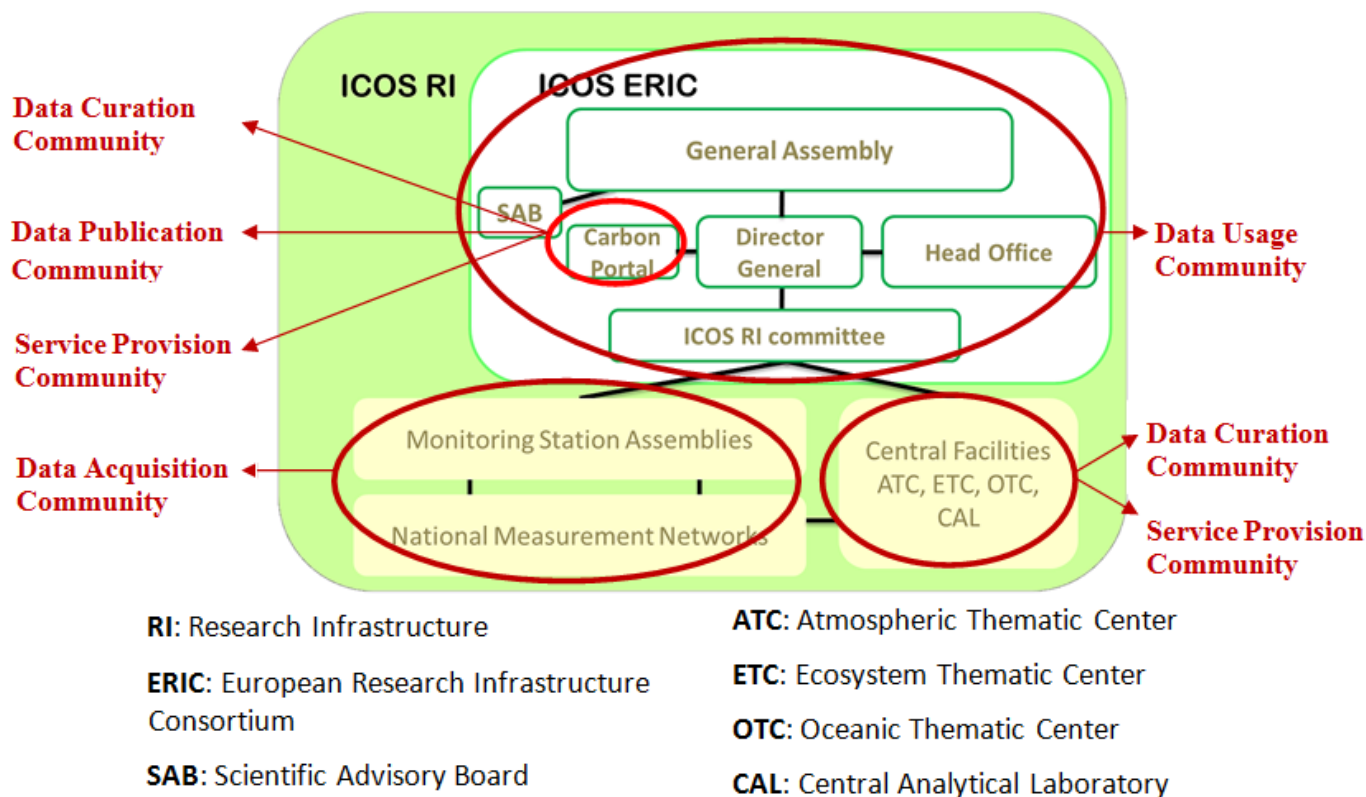 ICOS RI
ICOS ERIC
General Assembly
SAB
Carbon
Portal
Director
General
Head Office
ICOS RI committee
Monitoring Station Assemblies
National Measurement Networks
Central Facilities
ATC, ETC, OTC,
CAL
Data Curation
Community
Data Publication
Community
Service Provision
Community
Data Acquisition
Community
Data Usage
Community
Data Curation
Community
Service Provision
Community
RI: Research Infrastructure
ERIC: European Research Infrastructure
Consortium
SAB: Scientific Advisory Board
ATC: Atmospheric Thematic Center
ETC: Ecosystem Thematic Center
OTC: Oceanic Thematic Center
CAL: Central Analytical Laboratory